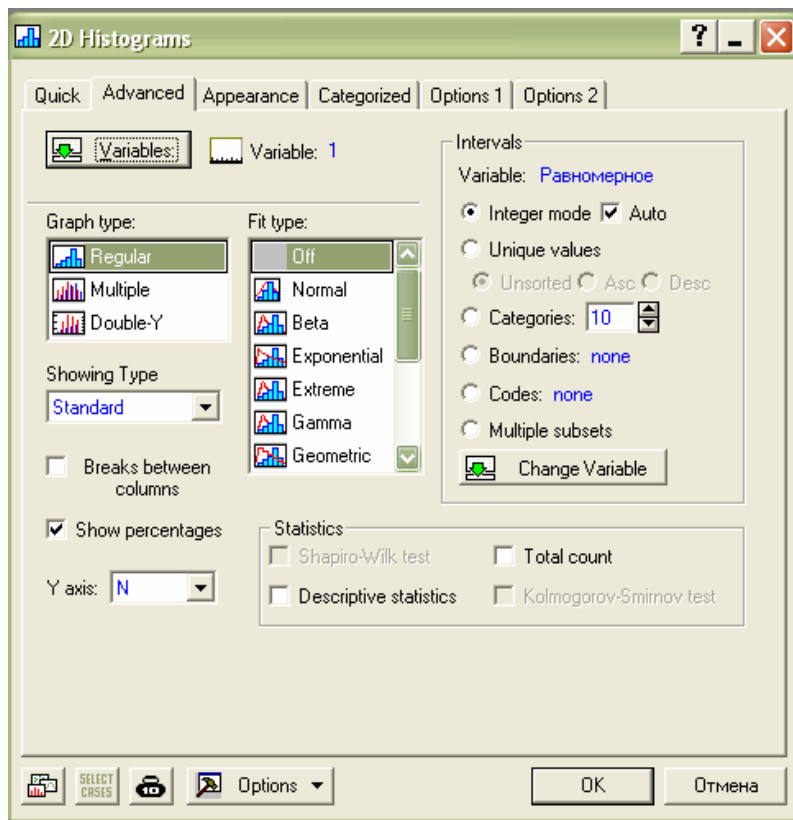 2D Histograms
Quick Advanced Appearance Categorized Options 1 Options 2
Variables: Variable: 1
Graph type:
Regular
Multiple
Double-Y
Showing Type
Standard
Breaks between
columns
Show percentages
Y axis: N
Fit type:
Off
Normal
Beta
Exponential
Extreme
Gamma
Geometric
Intervals
Variable: Равномерное
Integer mode Auto
Unique values
Unsorted Asc Desc
Categories: 10
Boundaries: none
Codes: none
Multiple subsets
Change Variable
Statistics
Shapiro-Wilk test Total count
Descriptive statistics Kolmogorov-Smirnov test
SELECT
CASES
Options OK Отмена